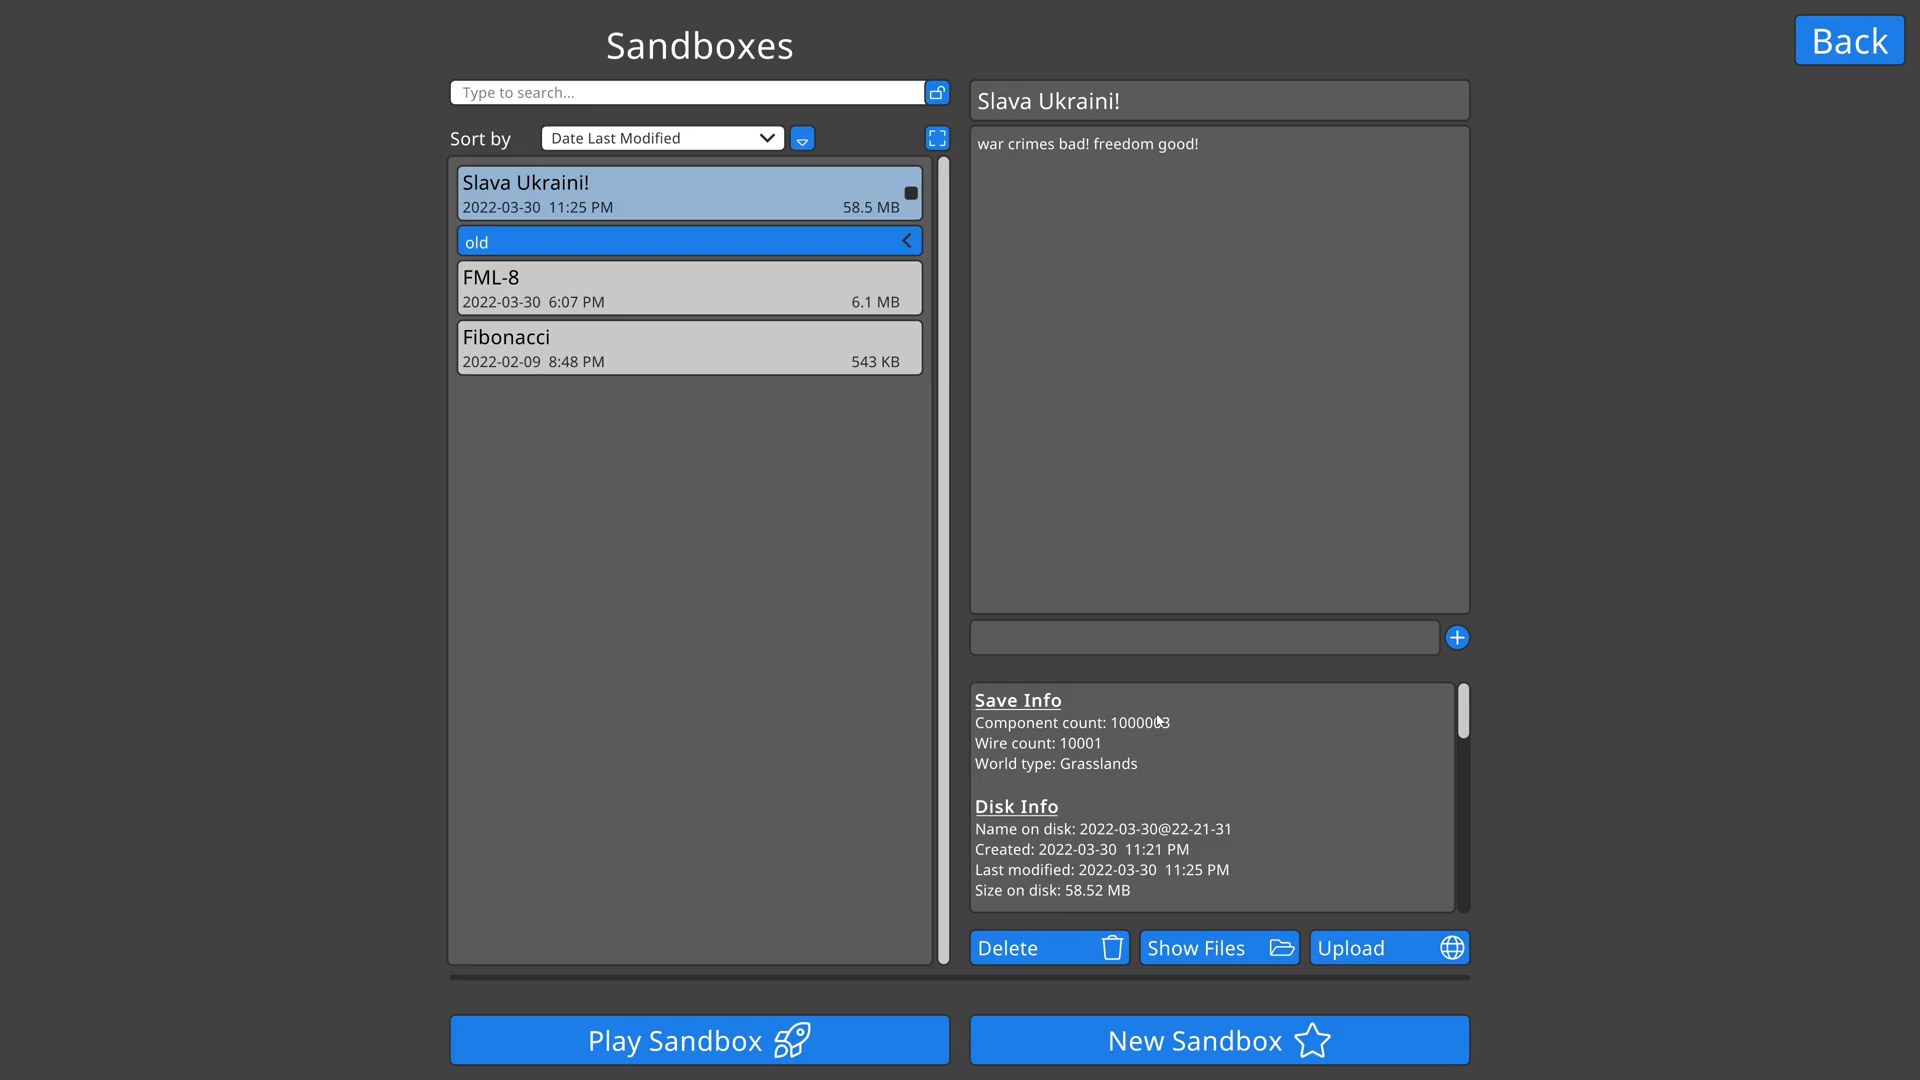 Sandboxes
Back
Type to search...
Sort by
Date Last Modified
Slava Ukraini!
2022-03-30 11:25 PM
58.5 MB
old
FML-8
2022-03-30 6:07 PM
6.1 MB
Fibonacci
2022-02-09 8:48 PM
543 KB
Slava Ukraini!
war crimes bad! freedom good!
Save Info
Component count: 1000003
Wire count: 10001
World type: Grasslands
Disk Info
Name on disk: 2022-03-30@22-21-31
Created: 2022-03-30 11:21 PM
Last modified: 2022-03-30 11:25 PM
Size on disk: 58.52 MB
Delete
Show Files
Upload
Play Sandbox
New Sandbox